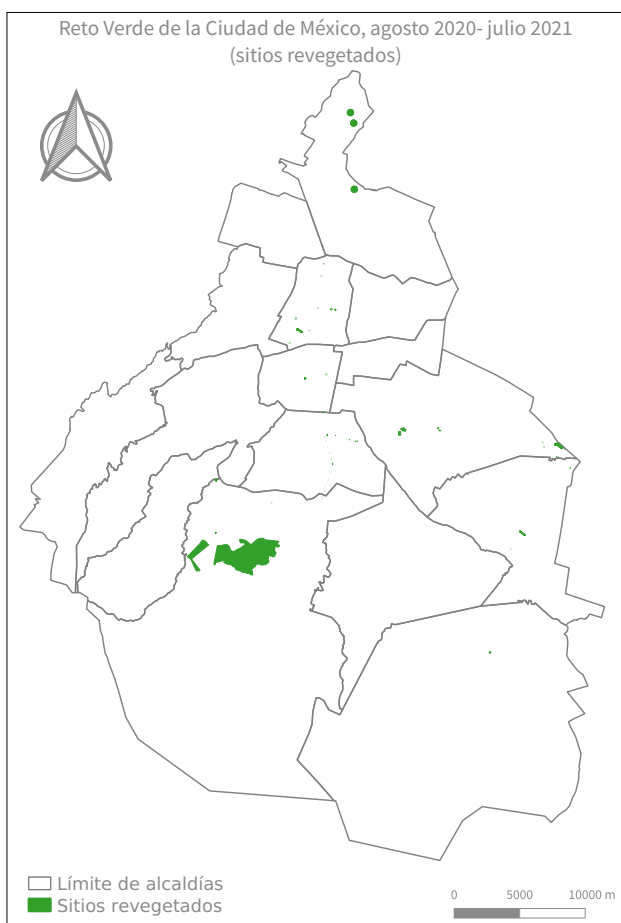 Reto Verde de la Ciudad de México, agosto 2020- julio 2021
(sitios revegetados)
Límite de alcaldías
Sitios revegetados
0 5000 10000 m